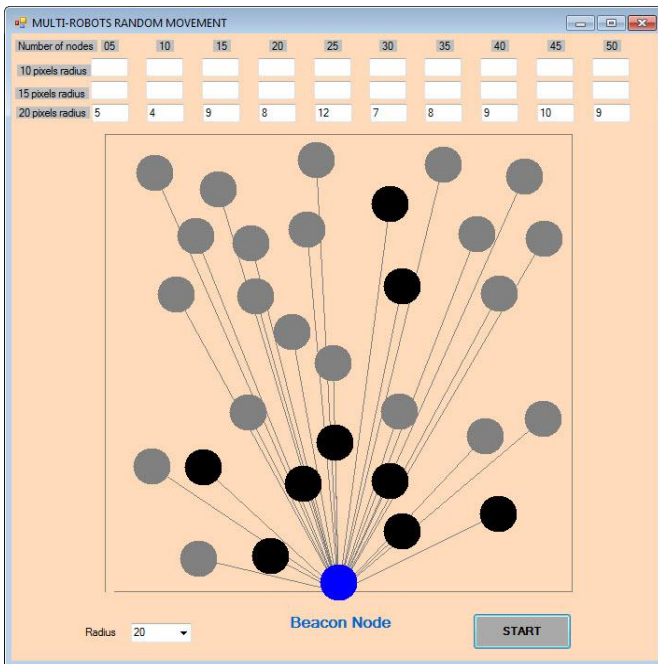 MULTI-ROBOTS RANDOM MOVEMENT
Number of nodes 05 10 15 20 25 30 35 40 45 50
10 pixels radius
15 pixels radius
20 pixels radius 5 4 9 8 12 7 8 9 10 9
Beacon Node
Radius 20 START